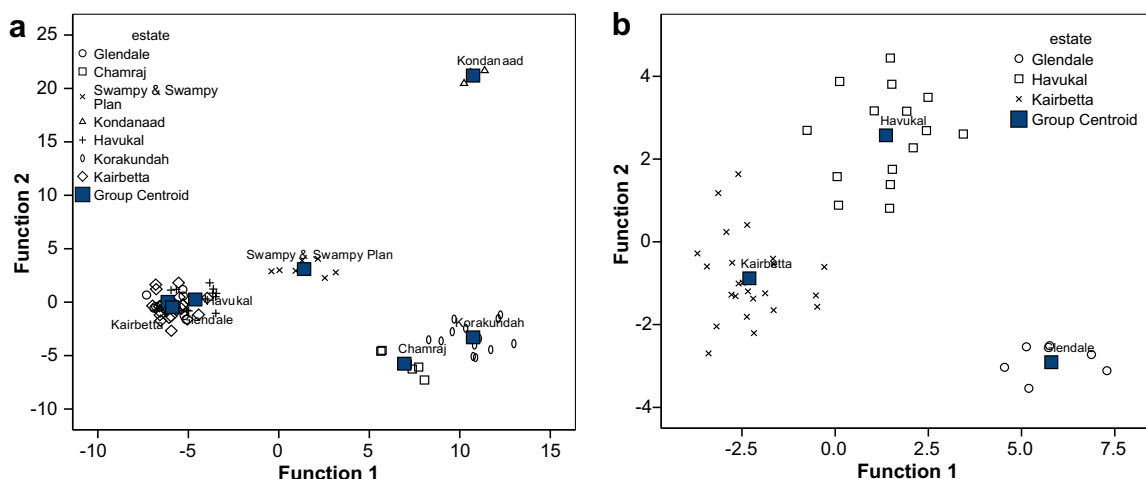 a
estate
Glendale
Chamraj
Swampy & Swampy
Plan
Kondanaad
Havukal
Korakundah
Kairbetta
Group Centroid
Kondanaad
Swampy & Swampy Plan
Havukal
Kairbetta
Glendale
Korakundah
Chamraj
25
20
15
10
5
0
-5
-10
Function 2
-10
-5
0
5
10
15
Function 1
b
estate
Glendale
Havukal
Kairbetta
Group Centroid
Havukal
Kairbetta
Glendale
4
2
0
-2
-4
Function 2
-2.5
0.0
2.5
5.0
7.5
Function 1